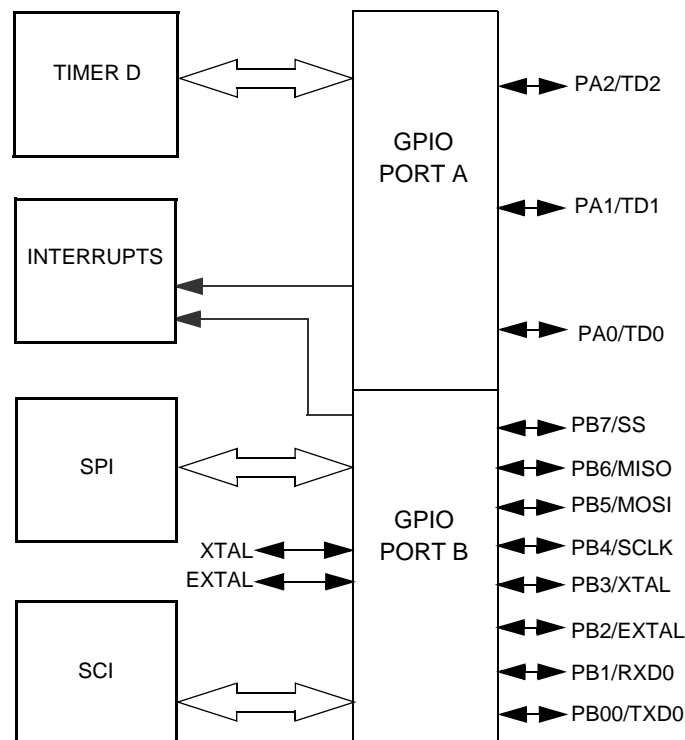 TIMER D
GPIO
PORT A
PA2/TD2
PA1/TD1
INTERRUPTS
PA0/TD0
PB7/SS
SPI
PB6/MISO
PB5/MOSI
GPIO
PORT B
XTAL
EXTAL
PB4/SCLK
PB3/XTAL
PB2/EXTAL
SCI
PB1/RXD0
PB00/TXD0